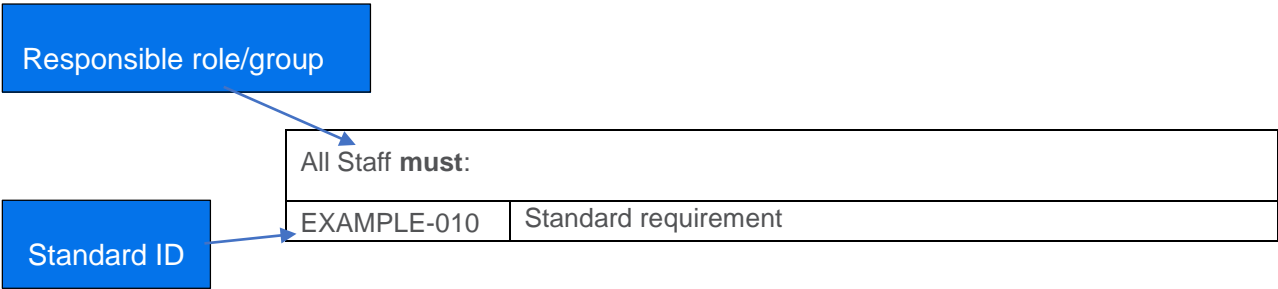 Responsible role/group
All Staff must:
EXAMPLE-010 Standard requirement
Standard ID